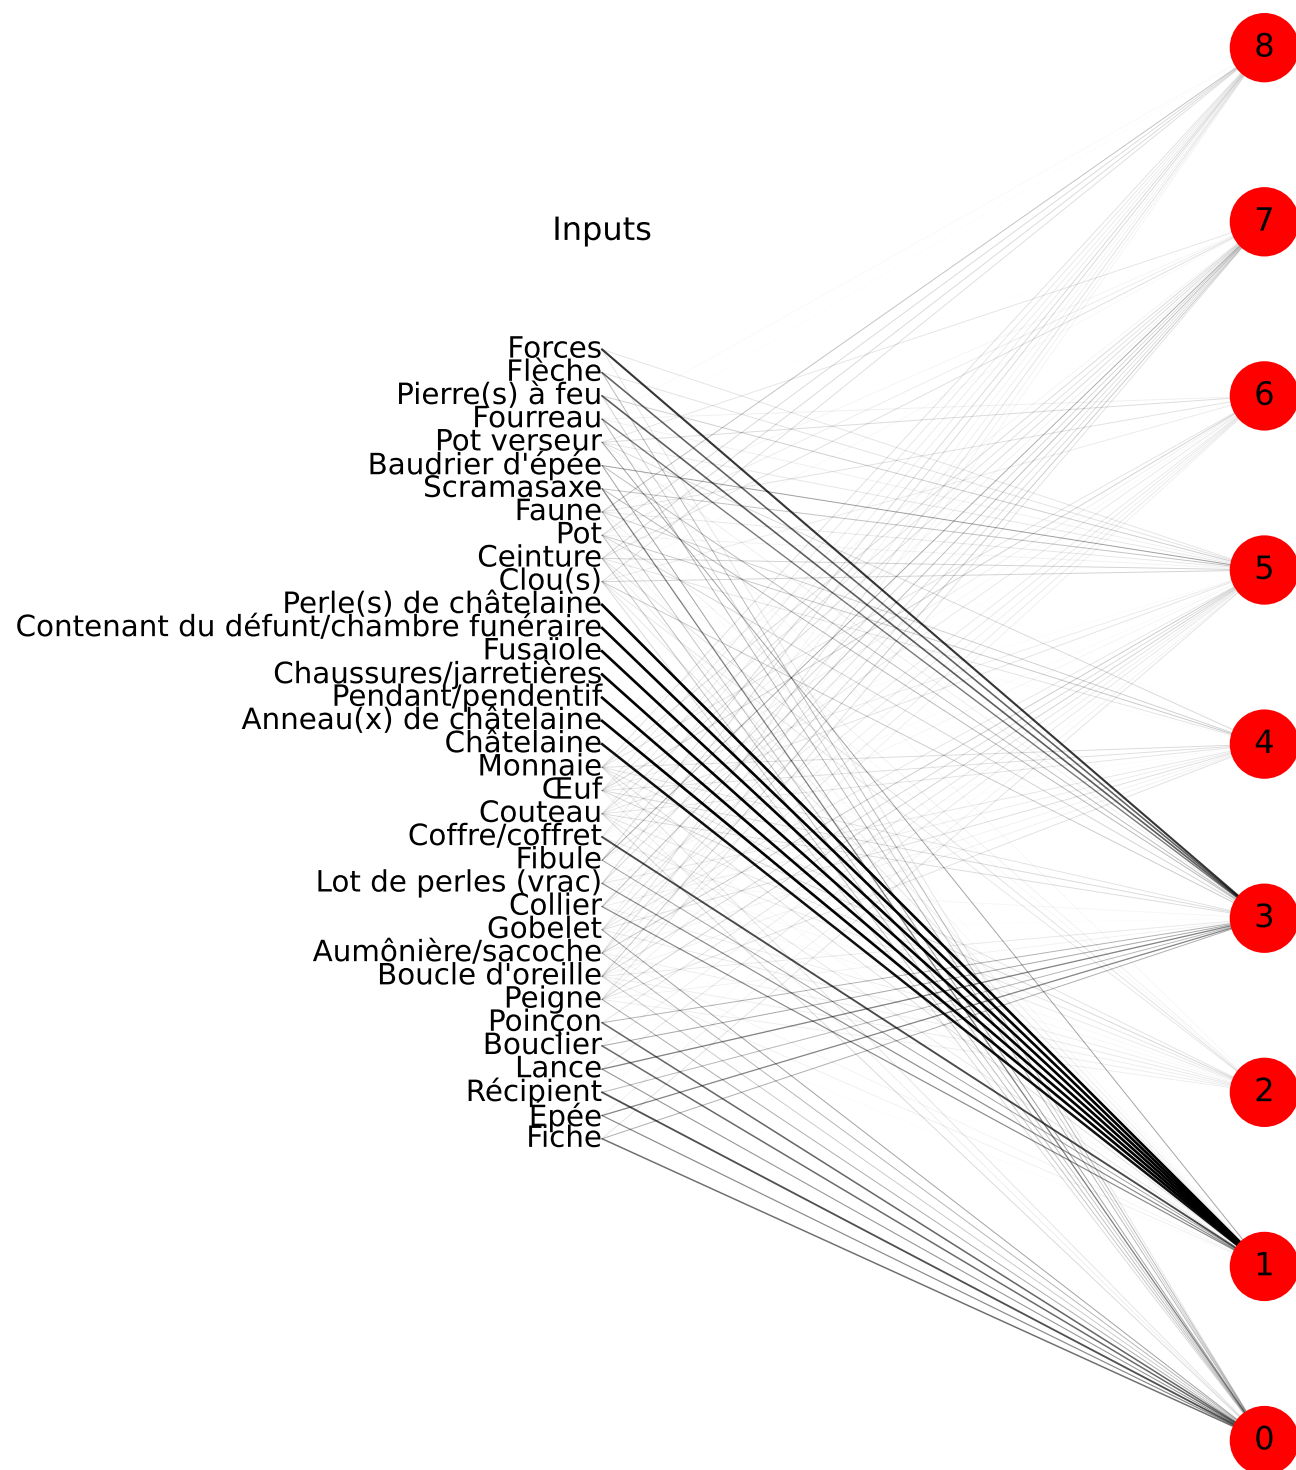 8
7
Inputs
Forces
Flèche
Pierre(s) à feu
6
Fourreau
Pot verseur
Baudrier d'épée
Scramasaxe
Faune
Pot
Ceinture
5
Clou(s)
Perle(s) de châtelaine
Contenant du défunt/chambre funéraire
Fusaïole
Chaussures/jarretières
Pendant/pendentif
Anneau(x) de châtelaine
Châtelaine
4
Monnaie
Œuf
Couteau
Coffre/coffret
Fibule
Lot de perles (vrac)
Collier
3
Gobelet
Aumônière/sacoche
Boucle d'oreille
Peigne
Poinçon
Bouclier
Lance
Récipient
2
Épée
Fiche
1
0